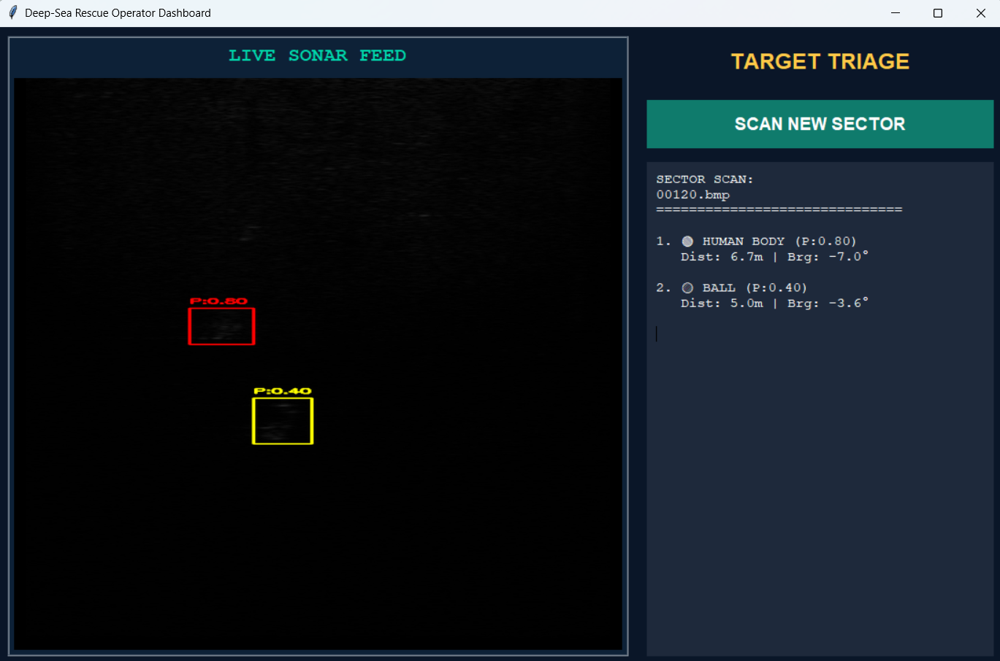 Deep-Sea Rescue Operator Dashboard
LIVE SONAR FEED
P:0.80
P:0.40
TARGET TRIAGE
SCAN NEW SECTOR
SECTOR SCAN:
00120.bmp
==============================
1. ⚪ HUMAN BODY (P:0.80)
Dist: 6.7m | Brg: -7.0°
2. ⚪ BALL (P:0.40)
Dist: 5.0m | Brg: -3.6°